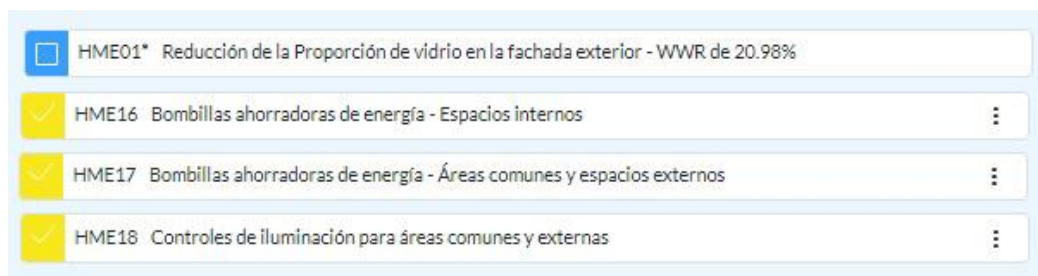 HME01* Reducción de la Proporción de vidrio en la fachada exterior - WWR de 20.98%
HME16 Bombillas ahorradoras de energía - Espacios internos
HME17 Bombillas ahorradoras de energía - Áreas comunes y espacios externos
HME18 Controles de iluminación para áreas comunes y externas